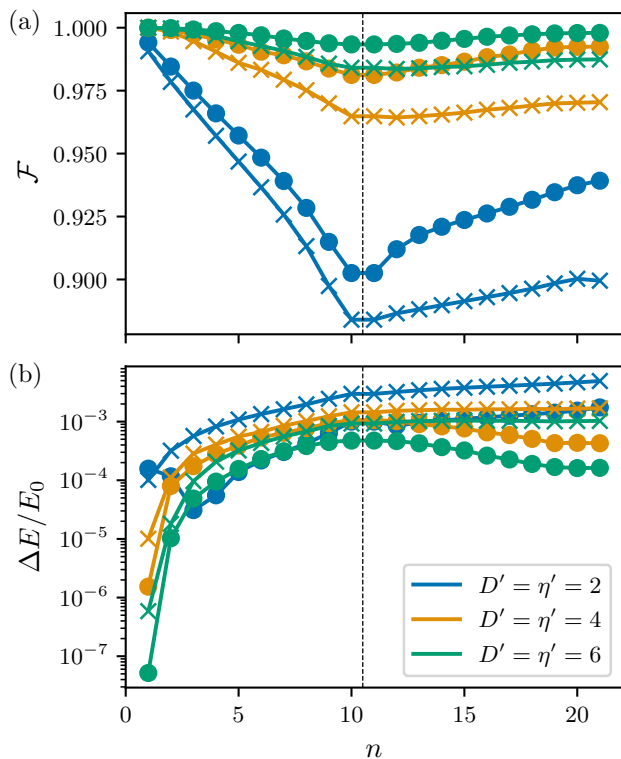 (a)
1.000
0.975
0.950
0.925
0.900
ℱ
(b)
10⁻³
10⁻⁴
10⁻⁵
10⁻⁶
10⁻⁷
ΔE/E₀
D′ = η′ = 2
D′ = η′ = 4
D′ = η′ = 6
0 5 10 15 20
n